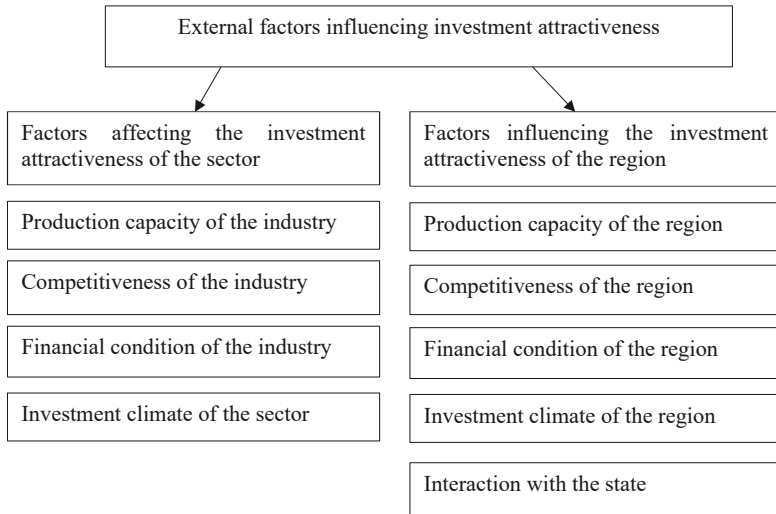 External factors influencing investment attractiveness
Factors affecting the investment
attractiveness of the sector
Production capacity of the industry
Competitiveness of the industry
Financial condition of the industry
Investment climate of the sector
Factors influencing the investment
attractiveness of the region
Production capacity of the region
Competitiveness of the region
Financial condition of the region
Investment climate of the region
Interaction with the state